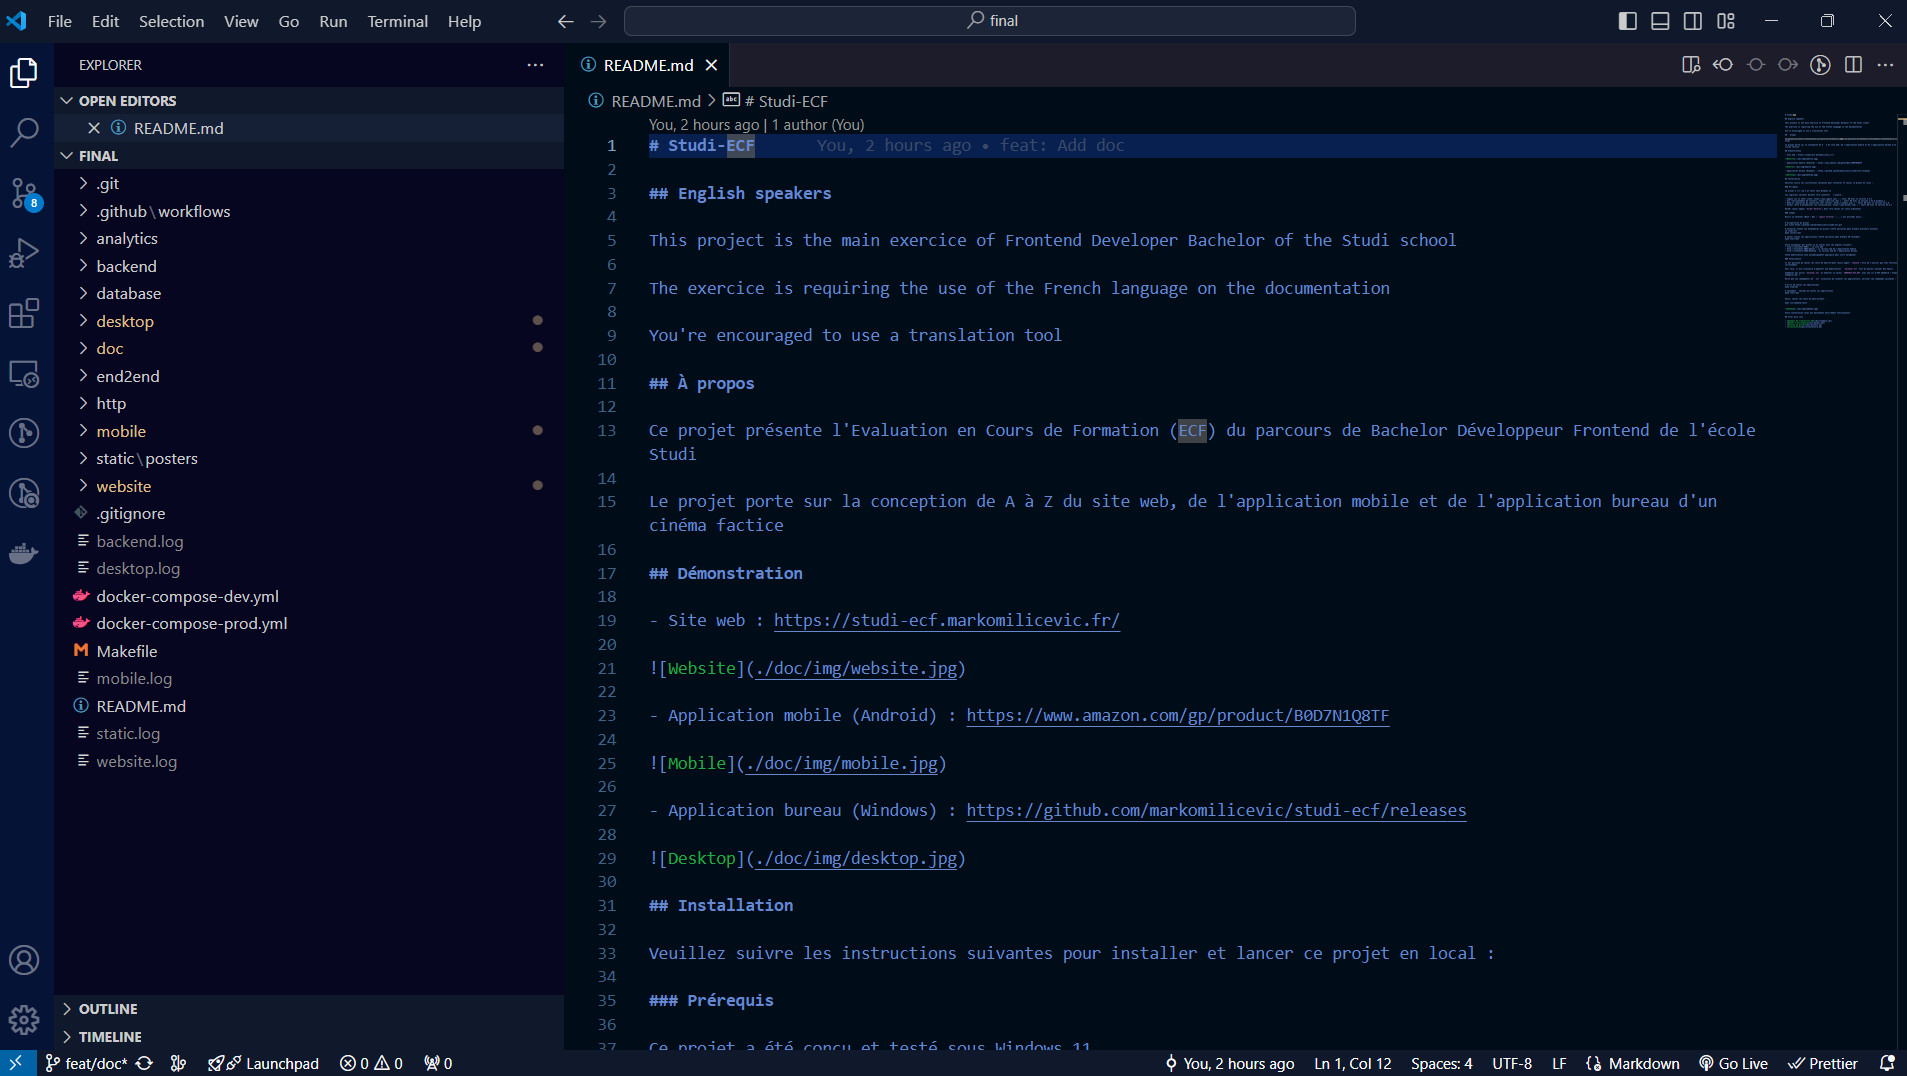 File Edit Selection View Go Run Terminal Help
final
EXPLORER
OPEN EDITORS
README.md
FINAL
.git
.github\workflows
analytics
backend
database
desktop
doc
end2end
http
mobile
static\posters
website
.gitignore
backend.log
desktop.log
docker-compose-dev.yml
docker-compose-prod.yml
Makefile
mobile.log
README.md
static.log
website.log
OUTLINE
TIMELINE
8
README.md
README.md > # Studi-ECF
You, 2 hours ago | 1 author (You)
1 # Studi-ECF You, 2 hours ago • feat: Add doc
2
3 ## English speakers
4
5 This project is the main exercice of Frontend Developer Bachelor of the Studi school
6
7 The exercice is requiring the use of the French language on the documentation
8
9 You're encouraged to use a translation tool
10
11 ## À propos
12
13 Ce projet présente l'Evaluation en Cours de Formation (ECF) du parcours de Bachelor Développeur Frontend de l'école
Studi
14
15 Le projet porte sur la conception de A à Z du site web, de l'application mobile et de l'application bureau d'un
cinéma factice
16
17 ## Démonstration
18
19 - Site web : https://studi-ecf.markomilicevic.fr/
20
21 ![Website](./doc/img/website.jpg)
22
23 - Application mobile (Android) : https://www.amazon.com/gp/product/B0D7N1Q8TF
24
25 ![Mobile](./doc/img/mobile.jpg)
26
27 - Application bureau (Windows) : https://github.com/markomilicevic/studi-ecf/releases
28
29 ![Desktop](./doc/img/desktop.jpg)
30
31 ## Installation
32
33 Veuillez suivre les instructions suivantes pour installer et lancer ce projet en local :
34
35 ### Prérequis
36
37 Ce projet a été conçu et testé sous Windows 11
feat/doc* Launchpad 0 0 0 You, 2 hours ago Ln 1, Col 12 Spaces: 4 UTF-8 LF Markdown Go Live Prettier